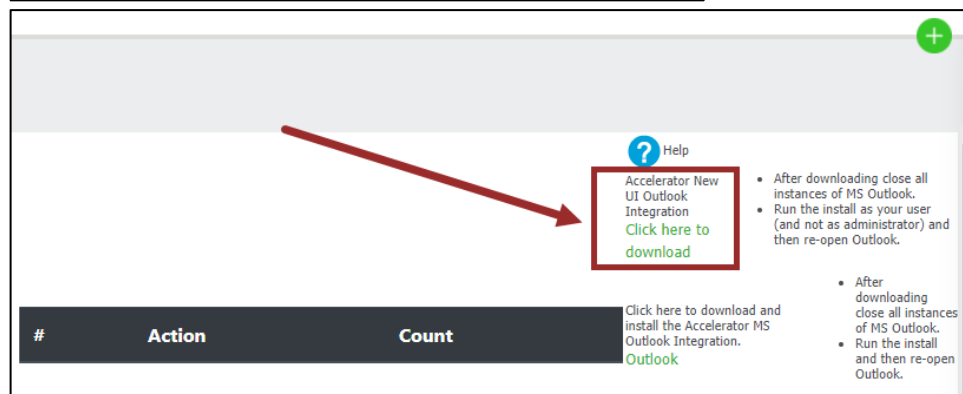 Help
Accelerator New
UI Outlook
Integration
Click here to
download
• After downloading close all
instances of MS Outlook.
• Run the install as your user
(and not as administrator) and
then re-open Outlook.
# Action Count
Click here to download and
install the Accelerator MS
Outlook Integration.
Outlook
• After
downloading
close all instances
of MS Outlook.
• Run the install
and then re-open
Outlook.